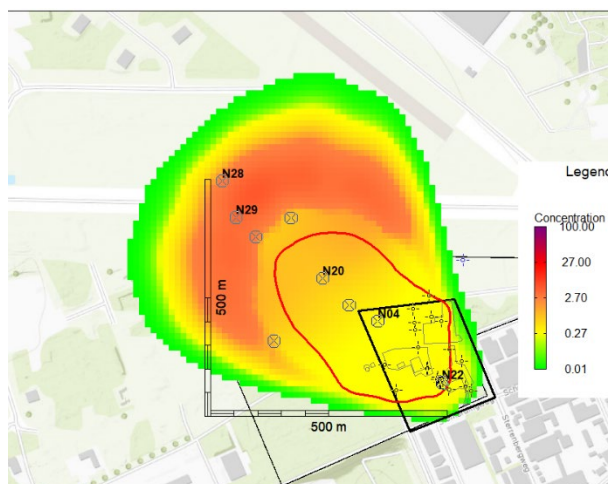 Legend
Concentration
100.00
27.00
2.70
0.27
0.01
N28
N29
N20
N04
N22
500 m
500 m
Sterrenbergweg